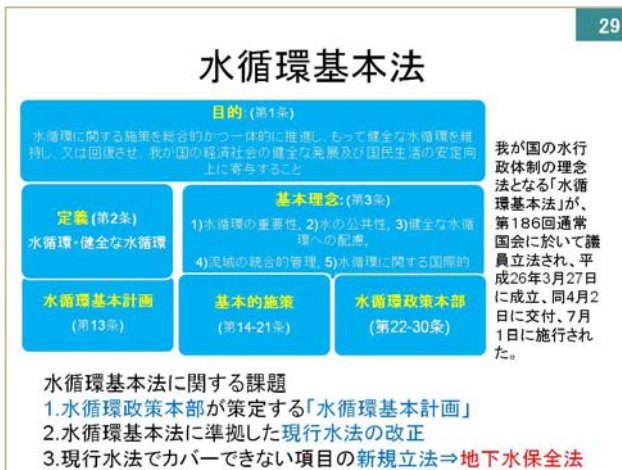 29
水循環基本法
目的:(第1条)
水循環に関する施策を総合的かつ一体的に推進し、もって健全な水循環を維
持し、又は回復させ、我が国の経済社会の健全な発展及び国民生活の安定向
上に寄与すること
定義(第2条)
水循環・健全な水循環
基本理念:(第3条)
1)水循環の重要性, 2)水の公共性, 3)健全な水循
環への配慮,
4)流域の統合的管理, 5)水循環に関する国際的
水循環基本計画
(第13条)
基本的施策
(第14-21条)
水循環政策本部
(第22-30条)
我が国の水行
政体制の理念
法となる「水循
環基本法」が、
第186回通常
国会に於いて議
員立法され、平
成26年3月27日
に成立、同4月2
日に交付、7月
1日に施行され
た。
水循環基本法に関する課題
1.水循環政策本部が策定する「水循環基本計画」
2.水循環基本法に準拠した現行水法の改正
3.現行水法でカバーできない項目の新規立法⇒地下水保全法